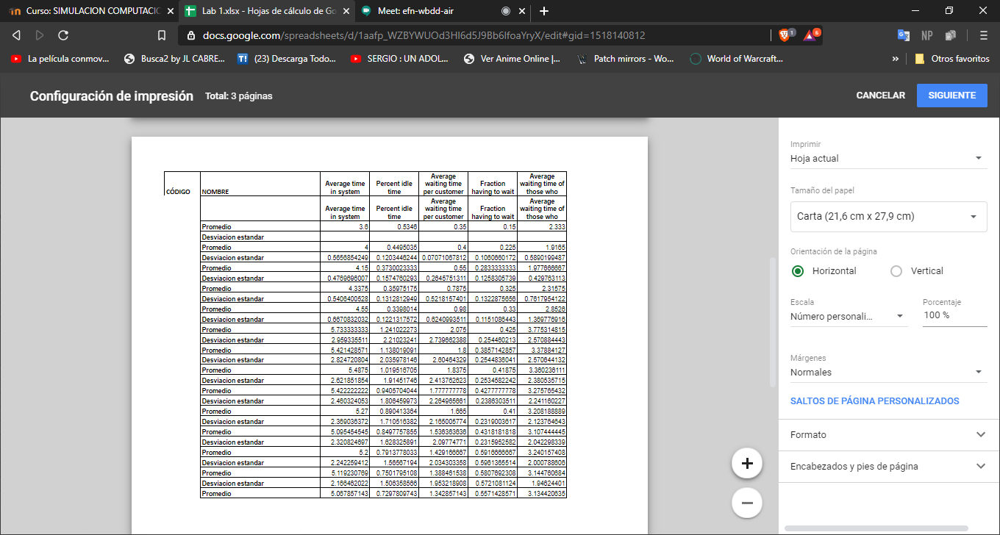 Curso: SIMULACION COMPUTACIO
Lab 1.xlsx - Hojas de cálculo de Go
Meet: efn-wbdd-air
docs.google.com/spreadsheets/d/1aafp_WZBYWUOd3Hl6d5J9Bb6IfoaYryX/edit#gid=1518140812
1
6
NP
La película conmov...
Busca2 by JL CABRE...
T!
(23) Descarga Todo...
SERGIO : UN ADOL...
Ver Anime Online |...
Patch mirrors - Wo...
World of Warcraft...
»
Otros favoritos
Configuración de impresión
Total: 3 páginas
CANCELAR
SIGUIENTE
CÓDIGO NOMBRE Average time in system Percent idle time Average waiting time per customer Fraction having to wait Average waiting time of those who
Average time in system Percent idle time Average waiting time per customer Fraction having to wait Average waiting time of those who
Promedio 3.6 0.5346 0.35 0.15 2.333
Desviacion estandar
Promedio 4 0.4495035 0.4 0.225 1.9165
Desviacion estandar 0.5656854249 0.1203446244 0.07071067812 0.1060660172 0.5890199487
Promedio 4.15 0.3730023333 0.55 0.2833333333 1.977666667
Desviacion estandar 0.4769696007 0.1574760293 0.2645751311 0.1258305739 0.429763113
Promedio 4.3375 0.35975175 0.7875 0.325 2.31575
Desviacion estandar 0.5406400528 0.1312812949 0.5218157401 0.1322875656 0.7617954122
Promedio 4.55 0.3398014 0.98 0.33 2.8526
Desviacion estandar 0.6670832032 0.1221317572 0.6240993511 0.1151086443 1.369776916
Promedio 5.733333333 1.241022273 2.075 0.425 3.775314815
Desviacion estandar 2.959335511 2.21023241 2.739662388 0.254460213 2.570884443
Promedio 5.421428571 1.138019091 1.8 0.3857142857 3.37884127
Desviacion estandar 2.824720804 2.035978146 2.60464329 0.2544836041 2.570644132
Promedio 5.4875 1.019516705 1.8375 0.41875 3.360236111
Desviacion estandar 2.621851854 1.91451746 2.413762623 0.2534582242 2.380535715
Promedio 5.422222222 0.9405704044 1.777777778 0.4277777778 3.275765432
Desviacion estandar 2.460324053 1.806459973 2.264965661 0.2386303511 2.241160227
Promedio 5.27 0.890413364 1.665 0.41 3.208188889
Desviacion estandar 2.369036372 1.710516382 2.165005774 0.2319003617 2.123764643
Promedio 5.095454545 0.8497757855 1.536363636 0.4318181818 3.107444445
Desviacion estandar 2.320824697 1.628325891 2.09774771 0.2315952582 2.042298339
Promedio 5.2 0.7913778033 1.429166667 0.5916666667 3.240157408
Desviacion estandar 2.242259412 1.56567194 2.034303358 0.5961365514 2.000788606
Promedio 5.119230769 0.7501795108 1.388461538 0.5807692308 3.144760684
Desviacion estandar 2.166462022 1.506358566 1.953218908 0.5721081124 1.94624401
Promedio 5.067857143 0.7297809743 1.342857143 0.5571428571 3.134420635
Imprimir
Hoja actual
Tamaño del papel
Carta (21,6 cm x 27,9 cm)
Orientación de la página
Horizontal
Vertical
Escala
Porcentaje
Número personali...
100 %
Márgenes
Normales
SALTOS DE PÁGINA PERSONALIZADOS
Formato
Encabezados y pies de página